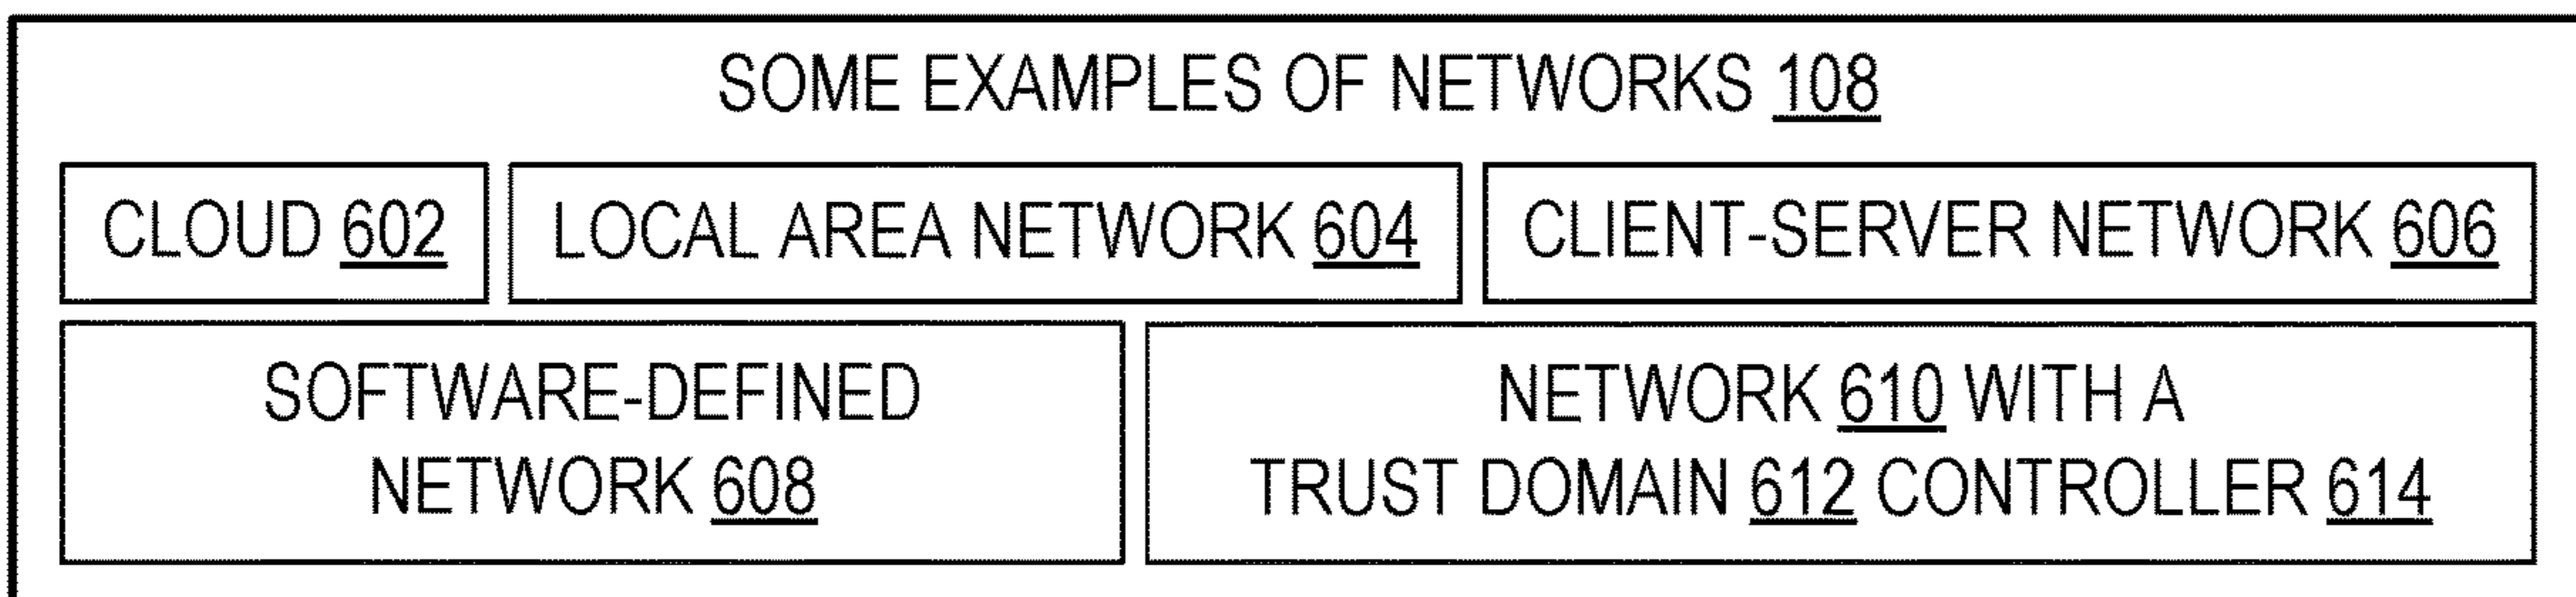 SOME EXAMPLES OF NETWORKS 108
CLOUD 602
LOCAL AREA NETWORK 604
CLIENT-SERVER NETWORK 606
SOFTWARE-DEFINED
NETWORK 608
NETWORK 610 WITH A
TRUST DOMAIN 612 CONTROLLER 614